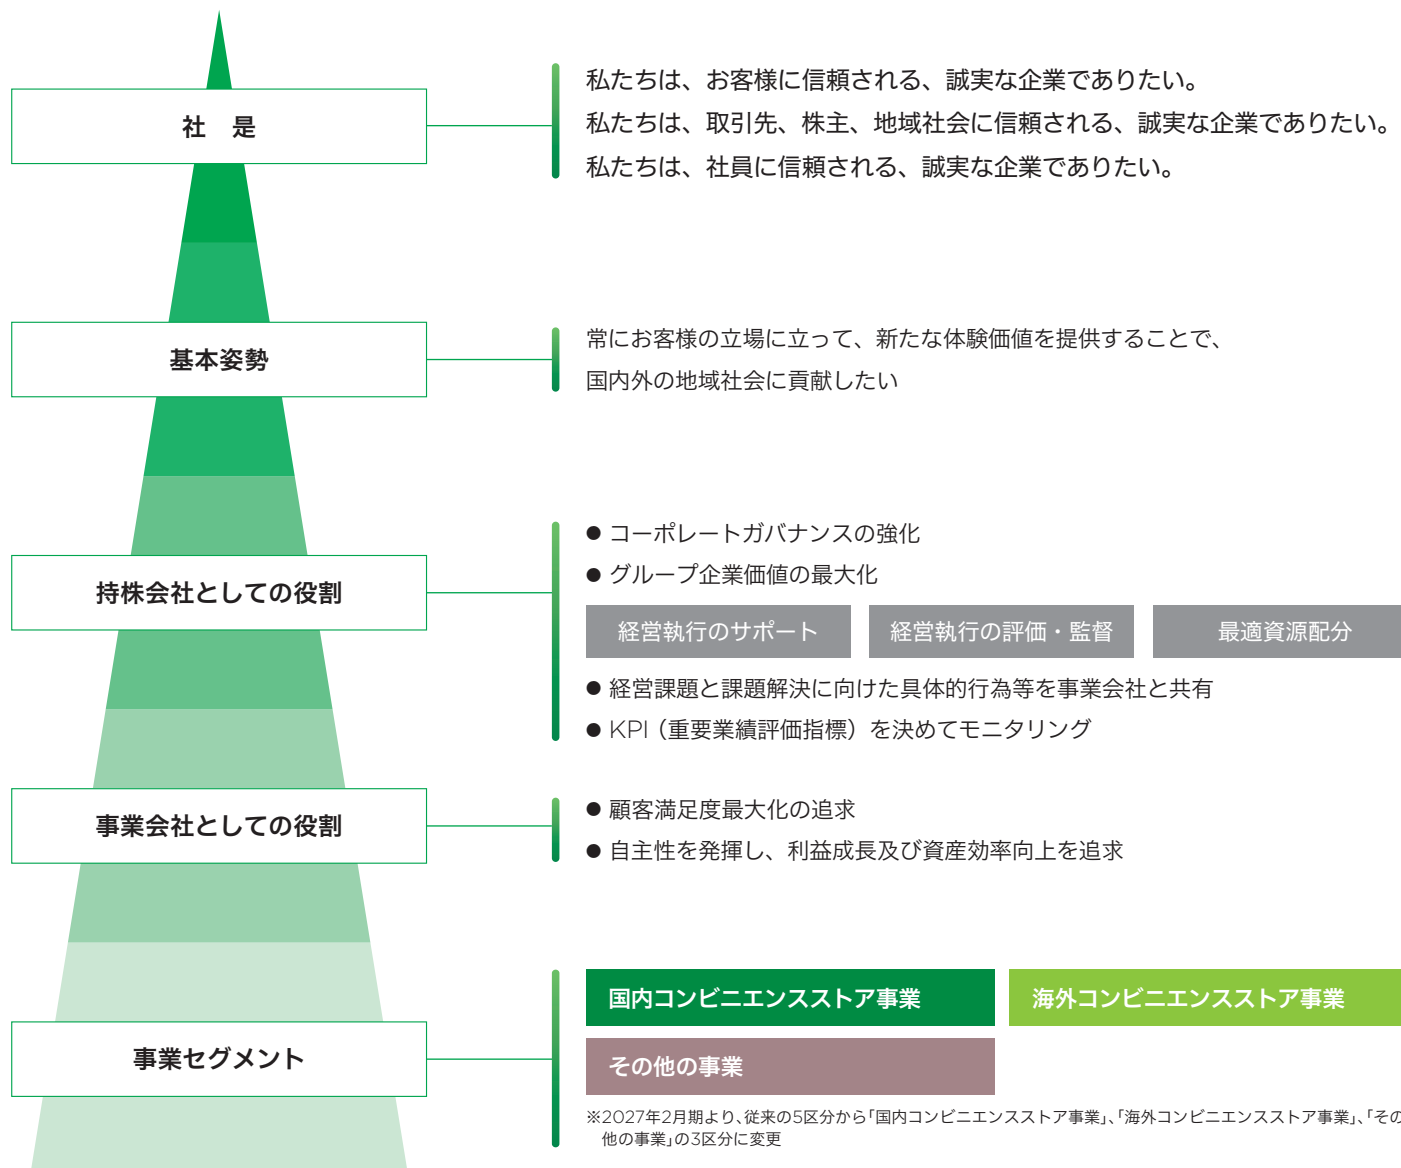 社　是
私たちは、お客様に信頼される、誠実な企業でありたい。
私たちは、取引先、株主、地域社会に信頼される、誠実な企業でありたい。
私たちは、社員に信頼される、誠実な企業でありたい。
基本姿勢
常にお客様の立場に立って、新たな体験価値を提供することで、
国内外の地域社会に貢献したい
持株会社としての役割
● コーポレートガバナンスの強化
● グループ企業価値の最大化
経営執行のサポート
経営執行の評価・監督
最適資源配分
● 経営課題と課題解決に向けた具体的行為等を事業会社と共有
● KPI（重要業績評価指標）を決めてモニタリング
事業会社としての役割
● 顧客満足度最大化の追求
● 自主性を発揮し、利益成長及び資産効率向上を追求
事業セグメント
国内コンビニエンスストア事業
海外コンビニエンスストア事業
その他の事業
※2027年2月期より、従来の5区分から「国内コンビニエンスストア事業」、「海外コンビニエンスストア事業」、「その
他の事業」の3区分に変更